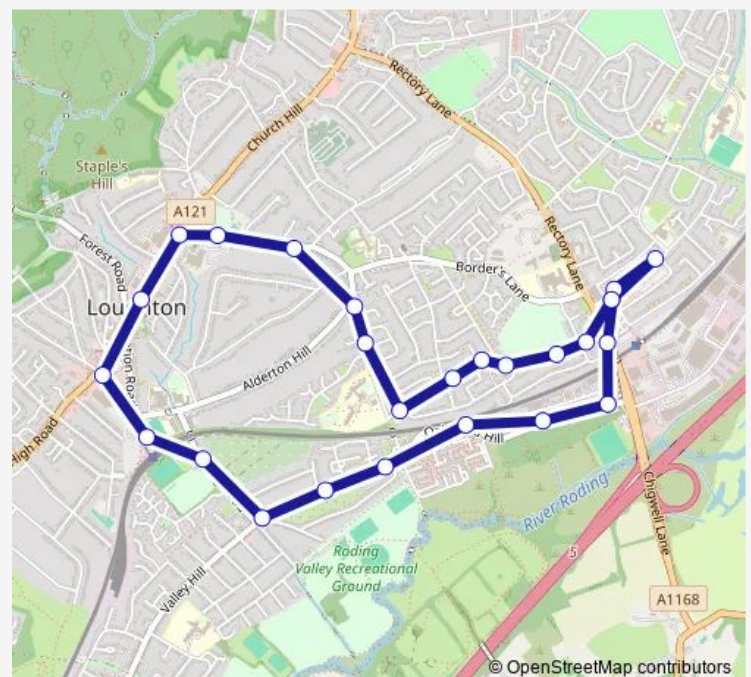 Rectory Lane
Church Hill
Staple's
Hill
A121
Forest Road
Rectory Lane
Border's Lane
Alderton Hill
High Road
River Roding
Chigwell Lane
5
Roding
Valley Recreational
Ground
Valley Hill
A1168
© OpenStreetMap contributors